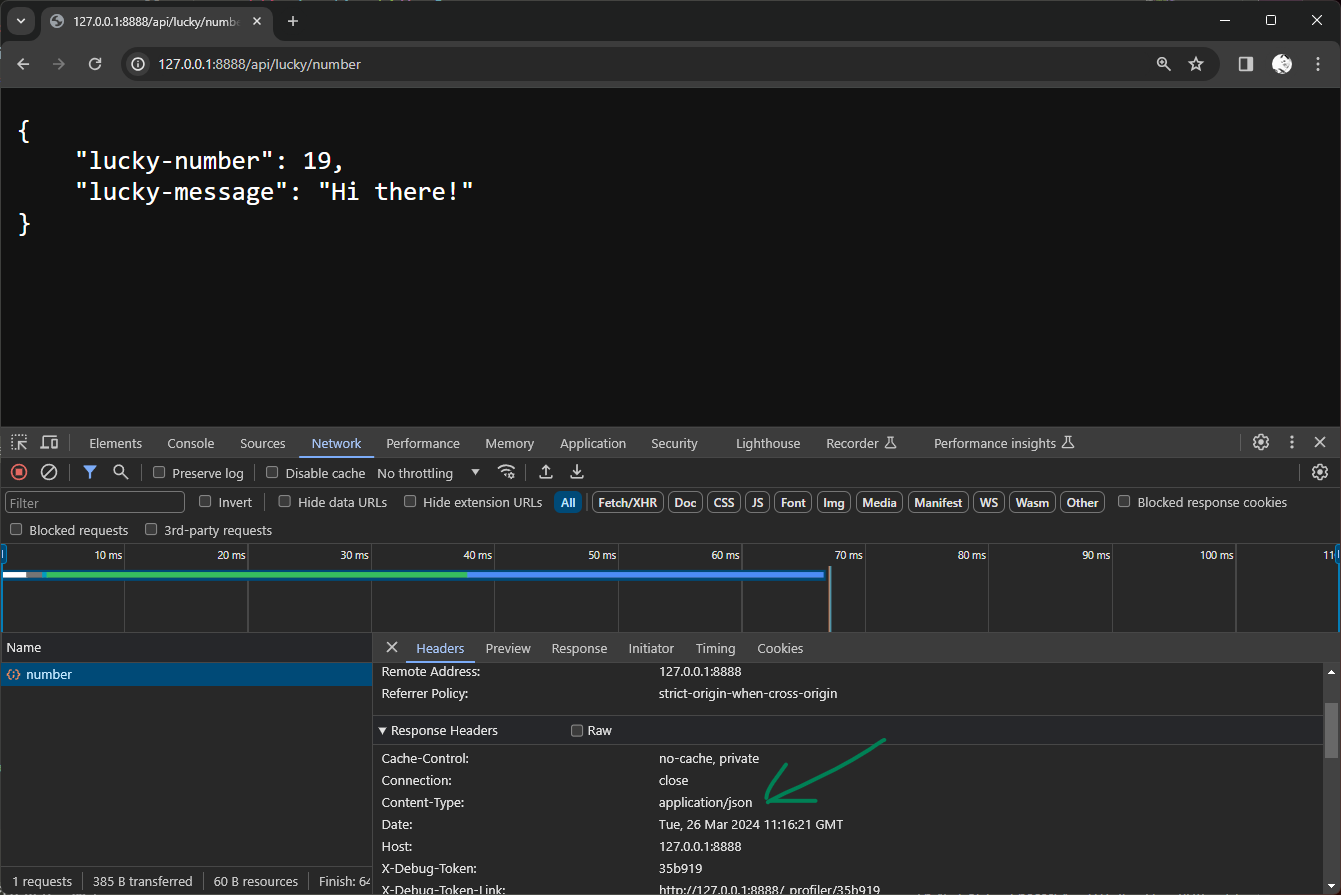 127.0.0.1:8888/api/lucky/numbe
127.0.0.1:8888/api/lucky/number
{
"lucky-number": 19,
"lucky-message": "Hi there!"
}
Elements Console Sources Network Performance Memory Application Security Lighthouse Recorder Performance insights
Preserve log Disable cache No throttling
Filter Invert Hide data URLs Hide extension URLs All Fetch/XHR Doc CSS JS Font Img Media Manifest WS Wasm Other Blocked response cookies
Blocked requests 3rd-party requests
10 ms 20 ms 30 ms 40 ms 50 ms 60 ms 70 ms 80 ms 90 ms 100 ms 11
Name
number
Headers Preview Response Initiator Timing Cookies
Remote Address: 127.0.0.1:8888
Referrer Policy: strict-origin-when-cross-origin
Response Headers Raw
Cache-Control: no-cache, private
Connection: close
Content-Type: application/json
Date: Tue, 26 Mar 2024 11:16:21 GMT
Host: 127.0.0.1:8888
X-Debug-Token: 35b919
X-Debug-Token-Link: http://127.0.0.1:8888/_profiler/35b919
1 requests 385 B transferred 60 B resources Finish: 64